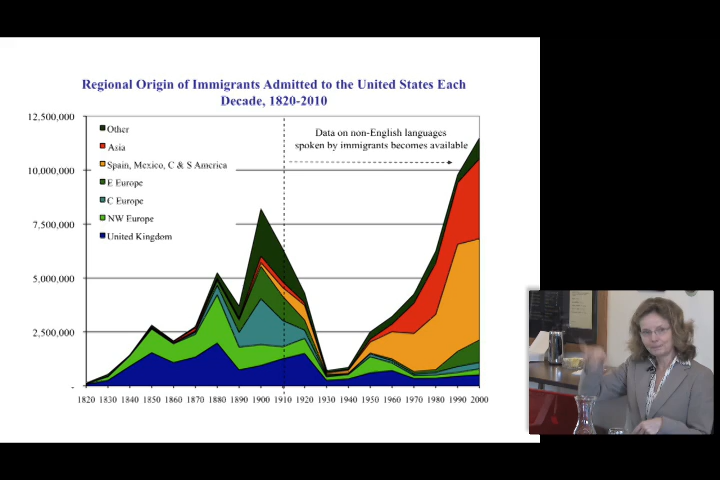 Regional Origin of Immigrants Admitted to the United States Each
Decade, 1820-2010
12,500,000
10,000,000
7,500,000
5,000,000
2,500,000
-
Other
Asia
Spain, Mexico, C & S America
E Europe
C Europe
NW Europe
United Kingdom
Data on non-English languages
spoken by immigrants becomes available
1820 1830 1840 1850 1860 1870 1880 1890 1900 1910 1920 1930 1940 1950 1960 1970 1980 1990 2000